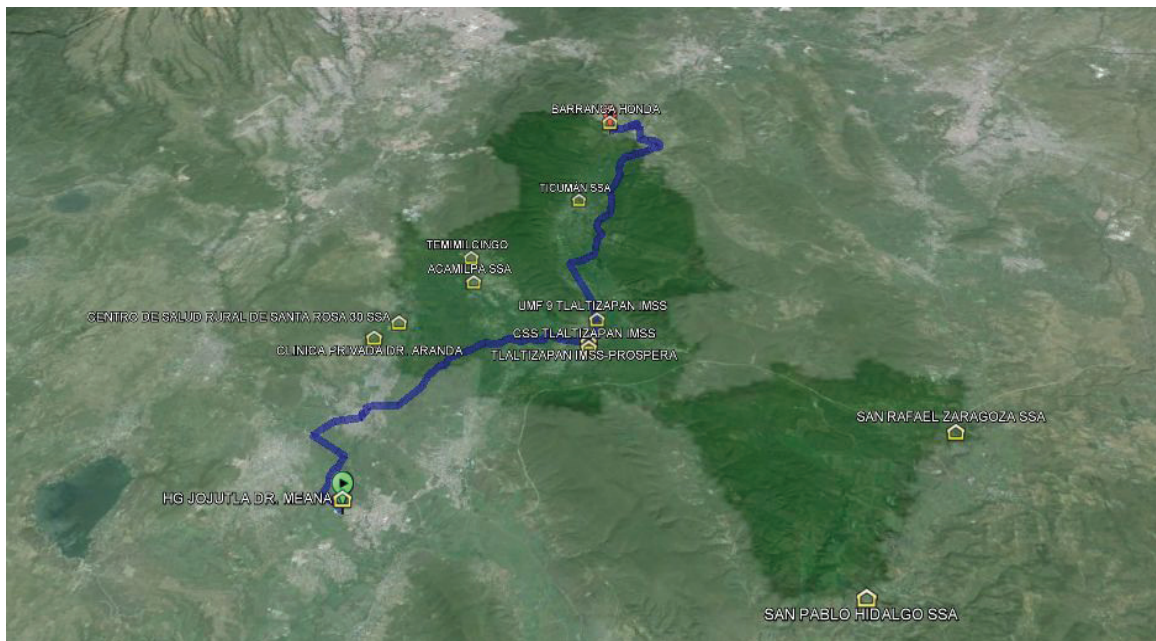 BARRANCA HONDA
TICUMÁN SSA
TEMIMILCINGO
ACAMILPA SSA
UMF 9 TLALTIZAPAN IMSS
CENTRO DE SALUD RURAL DE SANTA ROSA 30 SSA
CSS TLALTIZAPAN IMSS
CLINICA PRIVADA DR. ARANDA
TLALTIZAPAN IMSS-PROSPERA
SAN RAFAEL ZARAGOZA SSA
HG JOJUTLA DR. MEANA
SAN PABLO HIDALGO SSA